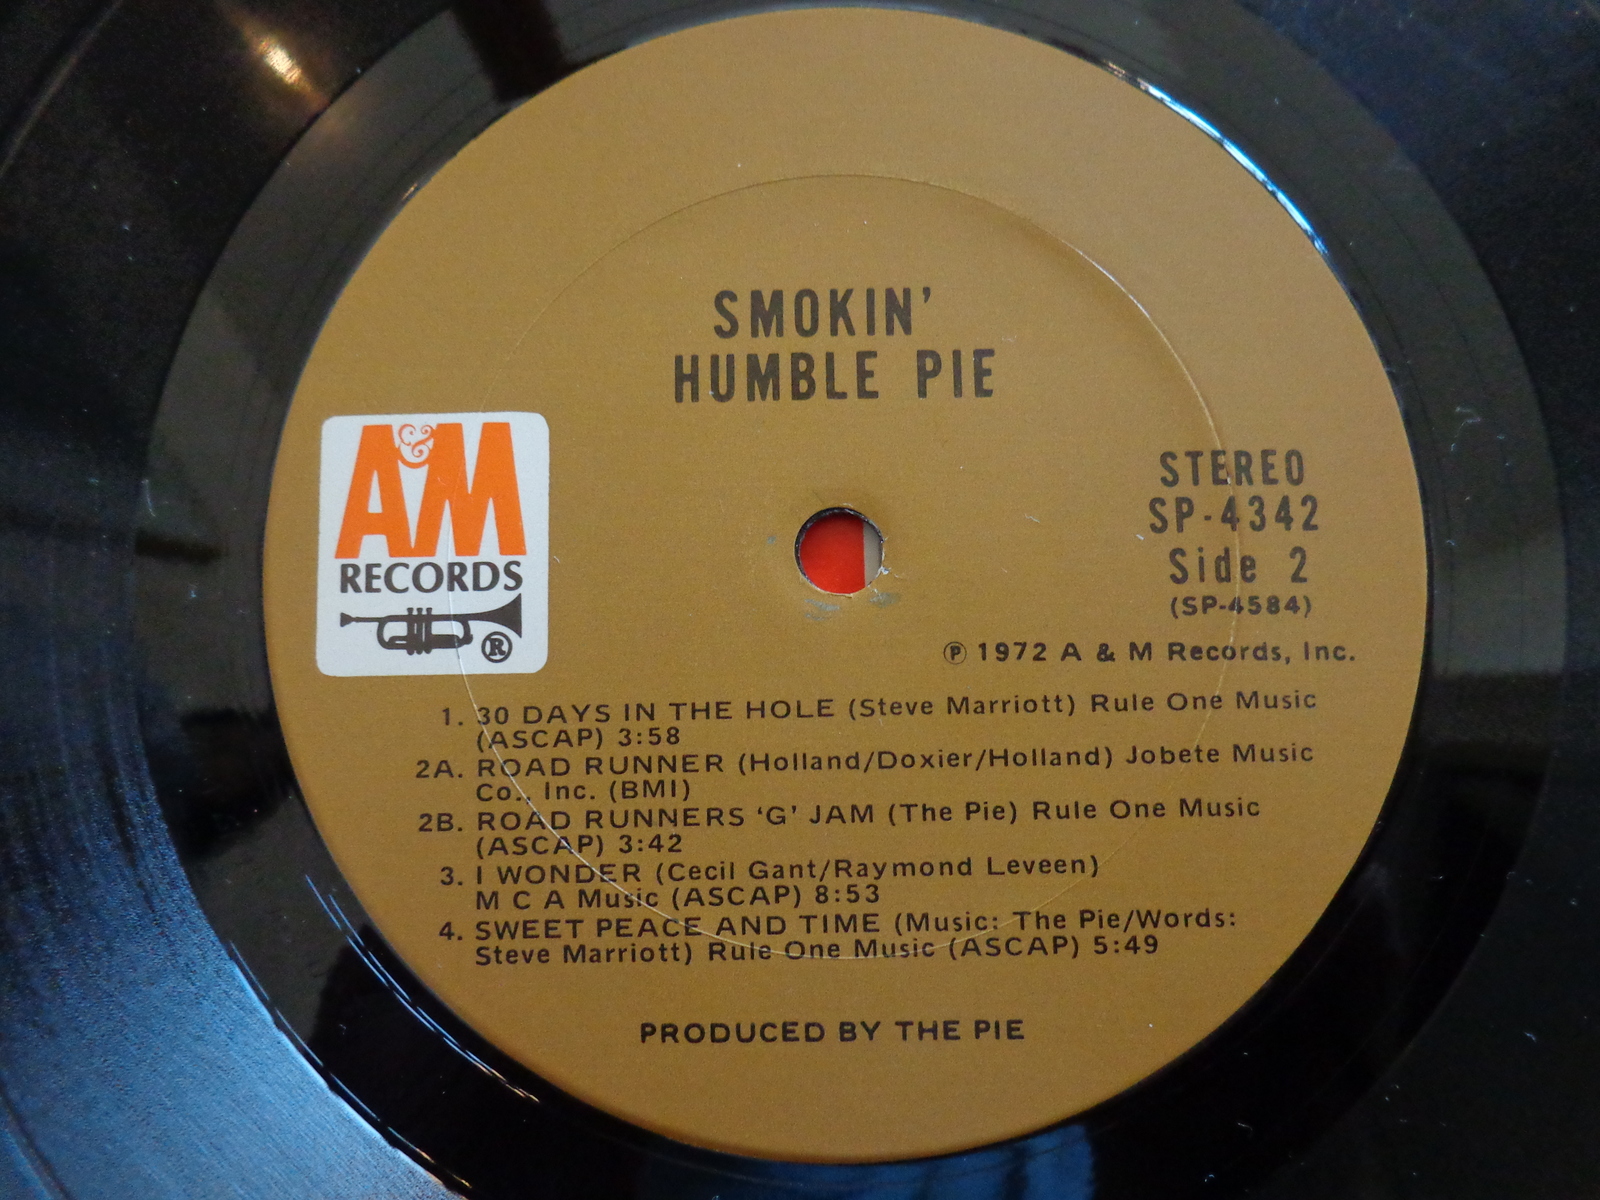 SMOKIN’
HUMBLE PIE
A&M
RECORDS
®
STEREO
SP-4342
Side 2
(SP-4584)
℗ 1972 A & M Records, Inc.
1. 30 DAYS IN THE HOLE (Steve Marriott) Rule One Music
(ASCAP) 3:58
2A. ROAD RUNNER (Holland/Doxier/Holland) Jobete Music
Co., Inc. (BMI)
2B. ROAD RUNNERS ‘G’ JAM (The Pie) Rule One Music
(ASCAP) 3:42
3. I WONDER (Cecil Gant/Raymond Leveen)
M C A Music (ASCAP) 8:53
4. SWEET PEACE AND TIME (Music: The Pie/Words:
Steve Marriott) Rule One Music (ASCAP) 5:49
PRODUCED BY THE PIE